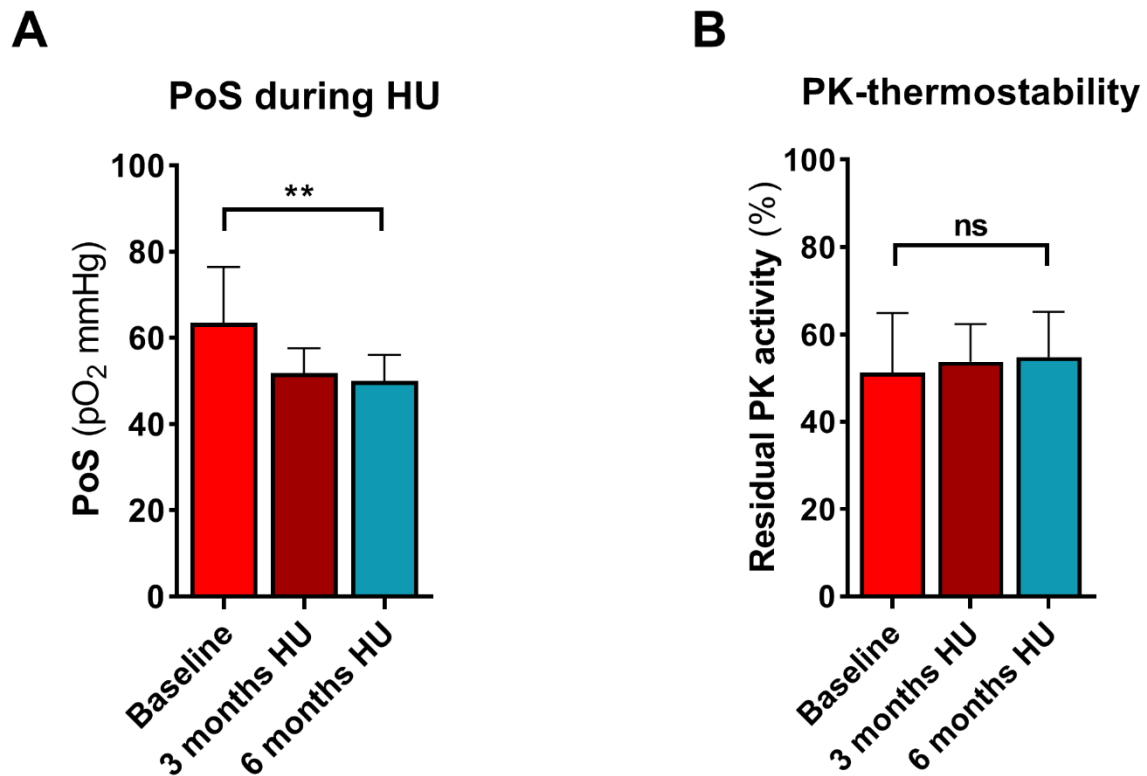 A
PoS during HU
PoS (pO₂ mmHg)
100
80
60
40
20
0
**
Baseline
3 months HU
6 months HU
B
PK-thermostability
Residual PK activity (%)
100
80
60
40
20
0
ns
Baseline
3 months HU
6 months HU